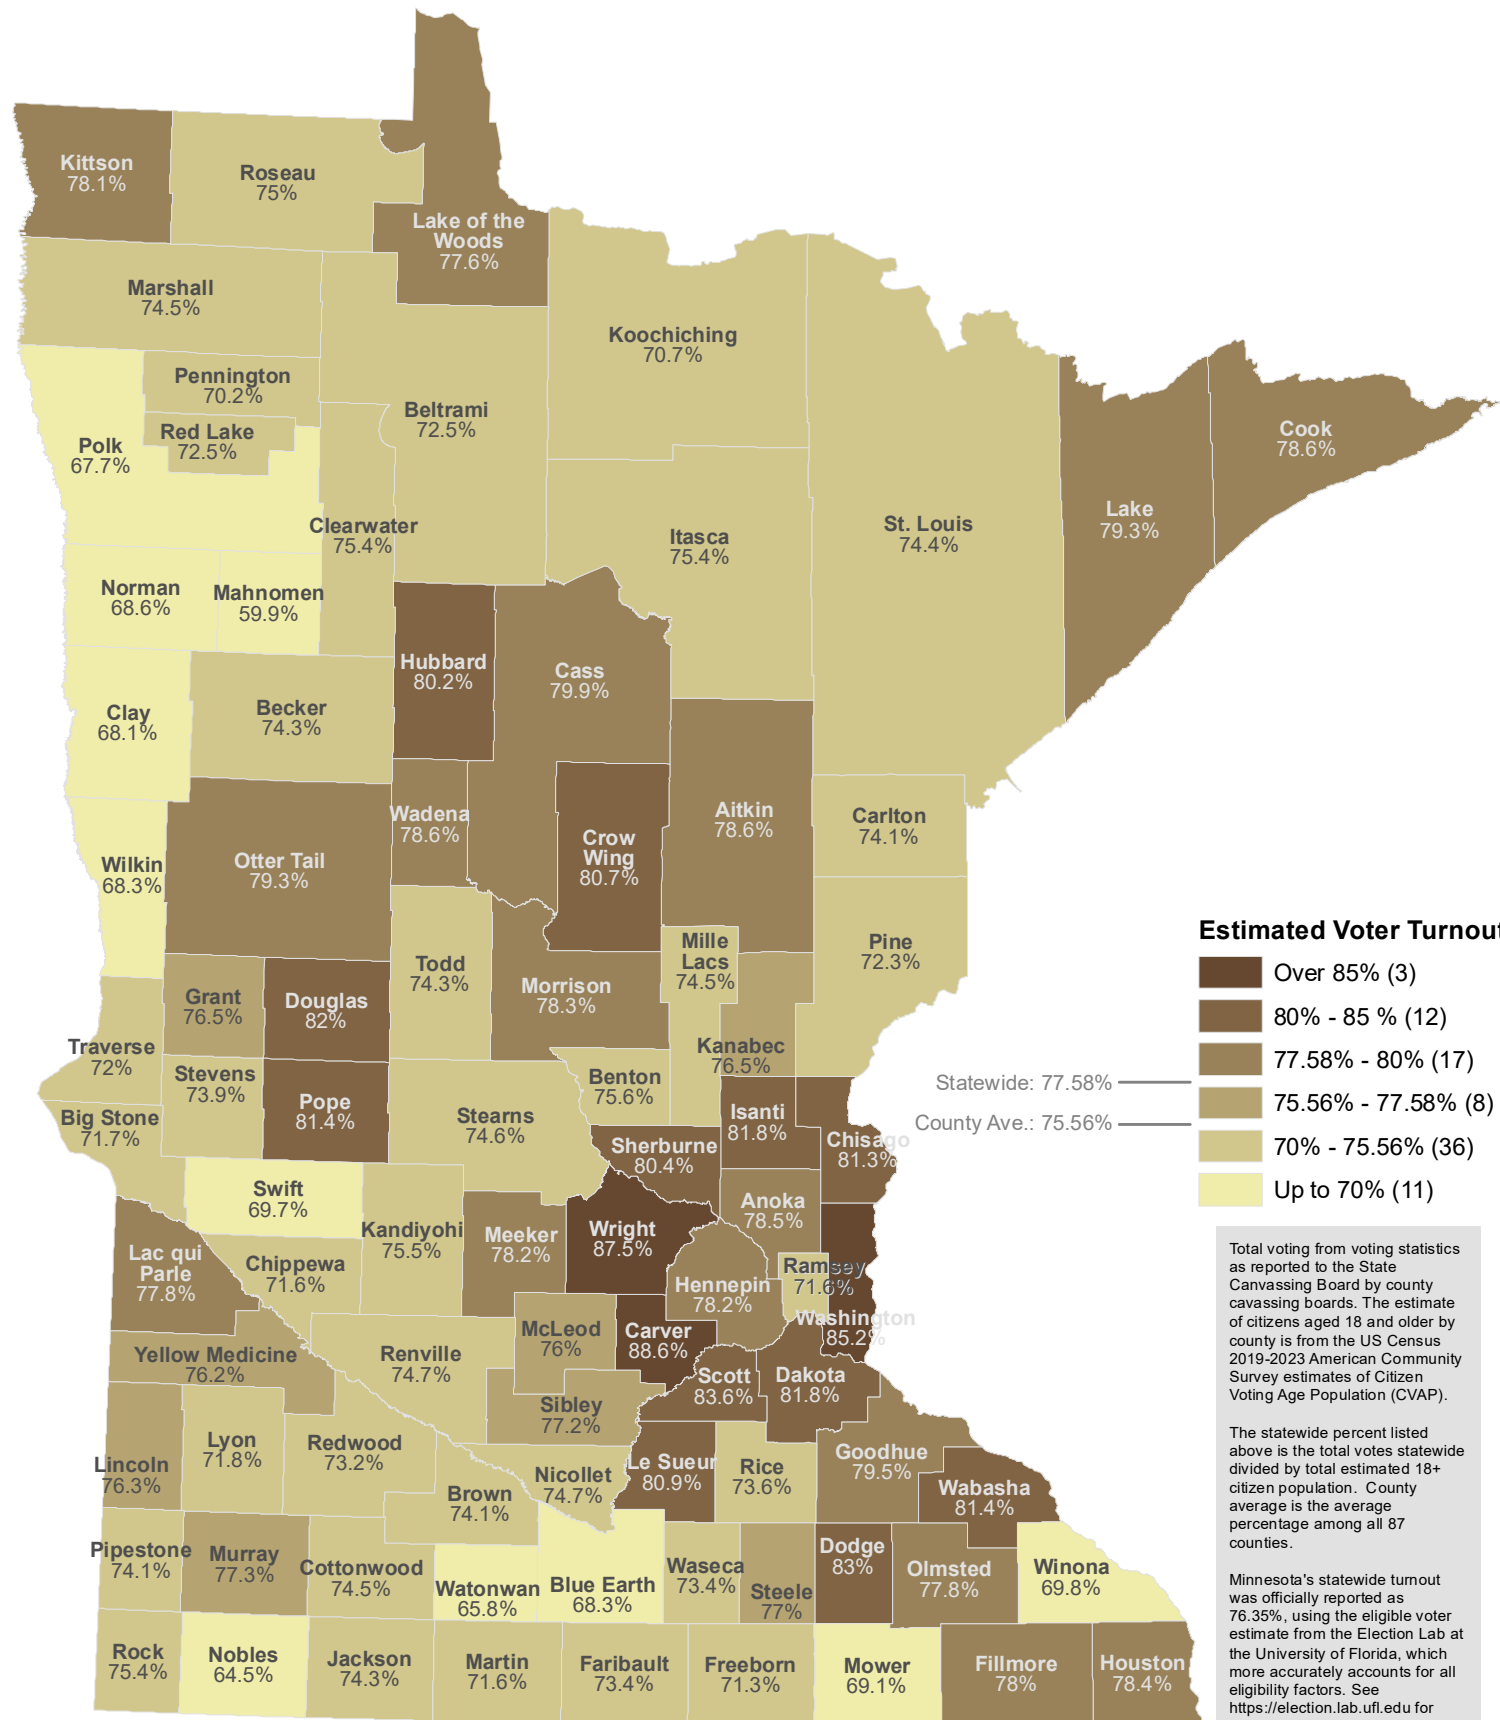 Kittson
78.1%
Roseau
75%
Lake of the
Woods
77.6%
Marshall
74.5%
Koochiching
70.7%
Pennington
70.2%
Beltrami
72.5%
Red Lake
72.5%
Polk
67.7%
Cook
78.6%
Lake
79.3%
Clearwater
75.4%
Itasca
75.4%
St. Louis
74.4%
Norman
68.6%
Mahnomen
59.9%
Hubbard
80.2%
Cass
79.9%
Clay
68.1%
Becker
74.3%
Wadena
78.6%
Aitkin
78.6%
Carlton
74.1%
Crow
Wing
80.7%
Wilkin
68.3%
Otter Tail
79.3%
Mille
Lacs
74.5%
Pine
72.3%
Todd
74.3%
Morrison
78.3%
Grant
76.5%
Douglas
82%
Traverse
72%
Kanabec
76.5%
Stevens
73.9%
Benton
75.6%
Pope
81.4%
Big Stone
71.7%
Stearns
74.6%
Isanti
81.8%
Chisago
81.3%
Sherburne
80.4%
Swift
69.7%
Anoka
78.5%
Kandiyohi
75.5%
Meeker
78.2%
Wright
87.5%
Lac qui
Parle
77.8%
Chippewa
71.6%
Hennepin
78.2%
Ramsey
71.6%
Washington
85.2%
McLeod
76%
Carver
88.6%
Yellow Medicine
76.2%
Renville
74.7%
Scott
83.6%
Dakota
81.8%
Sibley
77.2%
Lyon
71.8%
Redwood
73.2%
Goodhue
79.5%
Lincoln
76.3%
Nicollet
74.7%
Le Sueur
80.9%
Rice
73.6%
Wabasha
81.4%
Brown
74.1%
Pipestone
74.1%
Murray
77.3%
Cottonwood
74.5%
Watonwan
65.8%
Blue Earth
68.3%
Waseca
73.4%
Steele
77%
Dodge
83%
Olmsted
77.8%
Winona
69.8%
Rock
75.4%
Nobles
64.5%
Jackson
74.3%
Martin
71.6%
Faribault
73.4%
Freeborn
71.3%
Mower
69.1%
Fillmore
78%
Houston
78.4%
Estimated Voter Turnout
Over 85% (3)
80% - 85 % (12)
77.58% - 80% (17)
Statewide: 77.58%
75.56% - 77.58% (8)
County Ave.: 75.56%
70% - 75.56% (36)
Up to 70% (11)
Total voting from voting statistics
as reported to the State
Canvassing Board by county
cavassing boards. The estimate
of citizens aged 18 and older by
county is from the US Census
2019-2023 American Community
Survey estimates of Citizen
Voting Age Population (CVAP).
The statewide percent listed
above is the total votes statewide
divided by total estimated 18+
citizen population.  County
average is the average
percentage among all 87
counties.
Minnesota's statewide turnout
was officially reported as
76.35%, using the eligible voter
estimate from the Election Lab at
the University of Florida, which
more accurately accounts for all
eligibility factors. See
https://election.lab.ufl.edu for